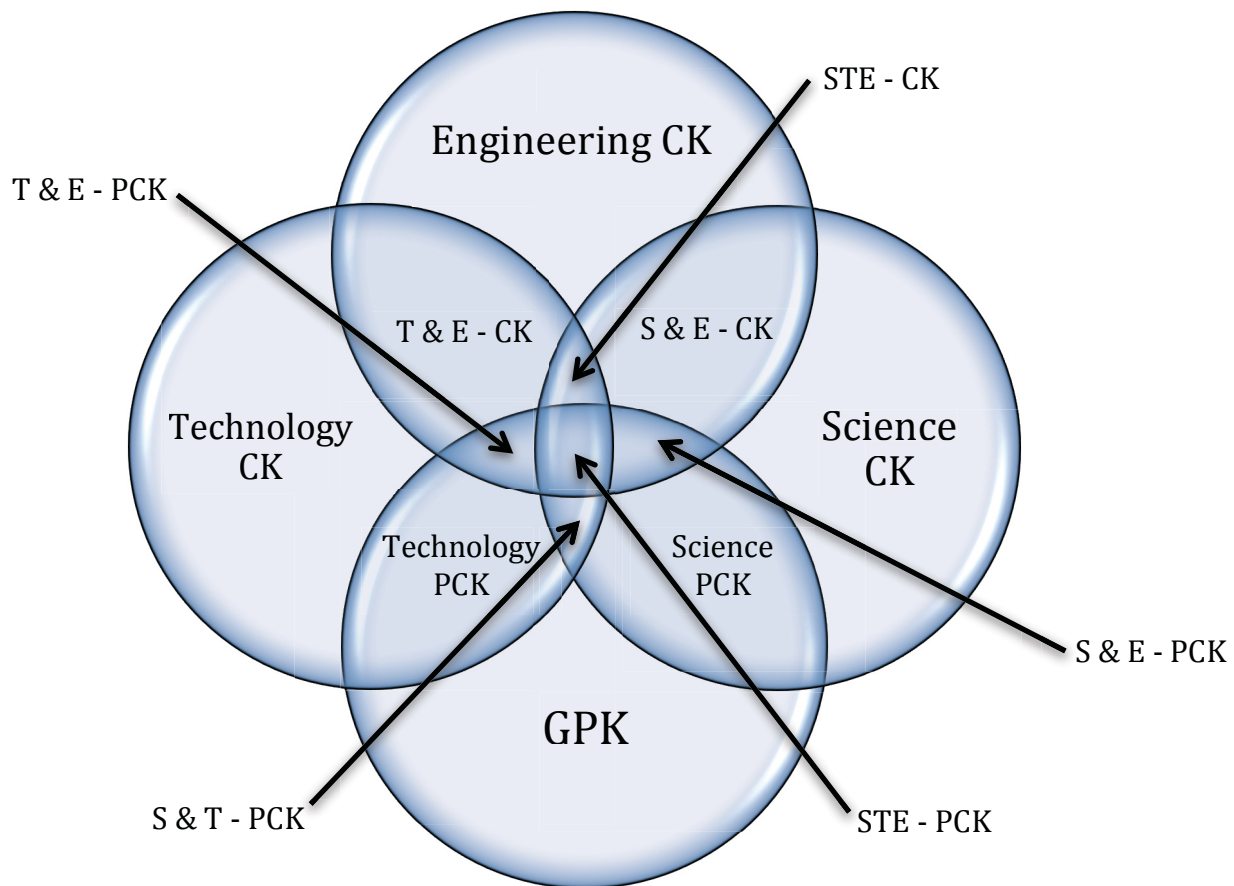 STE - CK
Engineering CK
T & E - PCK
T & E - CK
S & E - CK
Technology
CK
Science
CK
Technology
PCK
Science
PCK
S & E - PCK
GPK
S & T - PCK
STE - PCK